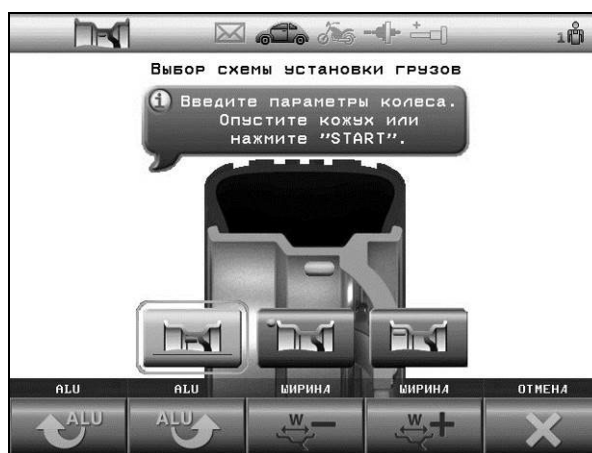 1
Выбор схемы установки грузов
i Введите параметры колеса.
Опустите кожух или
нажмите "START".
ALU ALU ШИРИНА ШИРИНА ОТМЕНА
ALU ALU W W